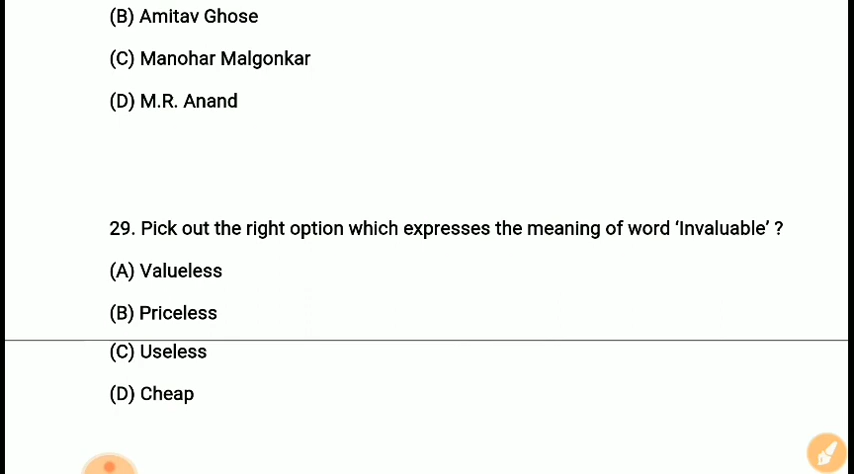 (B) Amitav Ghose
(C) Manohar Malgonkar
(D) M.R. Anand
29. Pick out the right option which expresses the meaning of word ‘Invaluable’ ?
(A) Valueless
(B) Priceless
(C) Useless
(D) Cheap